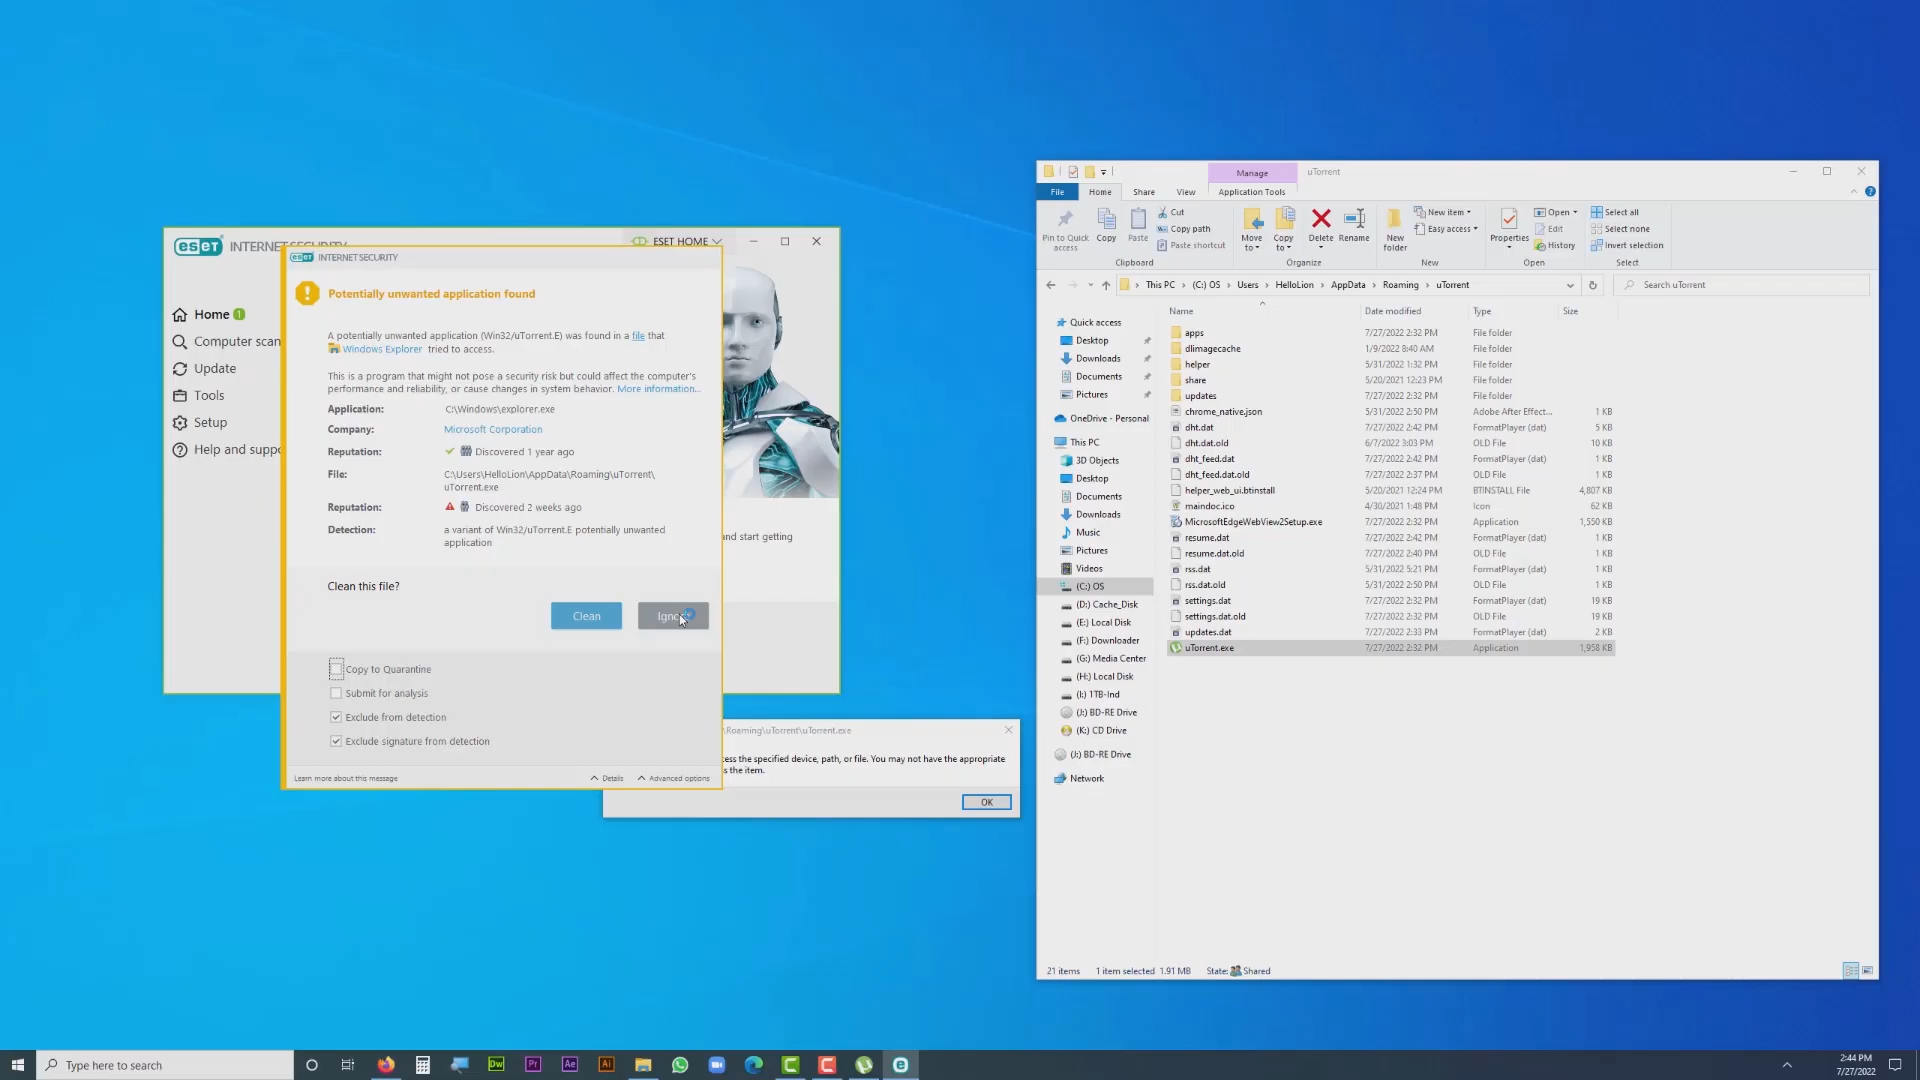 eset INTERNET SECURITY
ESET HOME
Home 1
Computer scan
Update
Tools
Setup
Help and suppo
and start getting
eset INTERNET SECURITY
Potentially unwanted application found
A potentially unwanted application (Win32/uTorrent.E) was found in a file that
Windows Explorer tried to access.
This is a program that might not pose a security risk but could affect the computer's
performance and reliability, or cause changes in system behavior. More information...
Application: C:\Windows\explorer.exe
Company: Microsoft Corporation
Reputation: Discovered 1 year ago
File: C:\Users\HelloLion\AppData\Roaming\uTorrent\
uTorrent.exe
Reputation: Discovered 2 weeks ago
Detection: a variant of Win32/uTorrent.E potentially unwanted
application
Clean this file?
Clean
Copy to Quarantine
Submit for analysis
Exclude from detection
Exclude signature from detection
Learn more about this message
Details
Advanced options
\Roaming\uTorrent\uTorrent.exe
cess the specified device, path, or file. You may not have the appropriate
s the item.
OK
Manage
uTorrent
File
Home
Share
View
Application Tools
Pin to Quick
access
Copy
Paste
Cut
Copy path
Paste shortcut
Clipboard
Move
to
Copy
to
Delete
Rename
Organize
New
folder
New item
Easy access
New
Properties
Open
Edit
History
Open
Select all
Select none
Invert selection
Select
This PC > (C:) OS > Users > HelloLion > AppData > Roaming > uTorrent
Search uTorrent
Quick access
Desktop
Downloads
Documents
Pictures
OneDrive - Personal
This PC
3D Objects
Desktop
Documents
Downloads
Music
Pictures
Videos
(C:) OS
(D:) Cache_Disk
(E:) Local Disk
(F:) Downloader
(G:) Media Center
(H:) Local Disk
(I:) 1TB-Ind
(J:) BD-RE Drive
(K:) CD Drive
(J:) BD-RE Drive
Network
Name Date modified Type Size
apps 7/27/2022 2:32 PM File folder
dlimagecache 1/9/2022 8:40 AM File folder
helper 5/31/2022 1:32 PM File folder
share 5/20/2021 12:23 PM File folder
updates 7/27/2022 2:32 PM File folder
chrome_native.json 5/31/2022 2:50 PM Adobe After Effect... 1 KB
dht.dat 7/27/2022 2:42 PM FormatPlayer (dat) 5 KB
dht.dat.old 6/7/2022 3:03 PM OLD File 10 KB
dht_feed.dat 7/27/2022 2:42 PM FormatPlayer (dat) 1 KB
dht_feed.dat.old 7/27/2022 2:37 PM OLD File 1 KB
helper_web_ui.btinstall 5/20/2021 12:24 PM BTINSTALL File 4,807 KB
maindoc.ico 4/30/2021 1:48 PM Icon 62 KB
MicrosoftEdgeWebView2Setup.exe 7/27/2022 2:32 PM Application 1,550 KB
resume.dat 7/27/2022 2:42 PM FormatPlayer (dat) 1 KB
resume.dat.old 7/27/2022 2:40 PM OLD File 1 KB
rss.dat 5/31/2022 5:21 PM FormatPlayer (dat) 1 KB
rss.dat.old 5/31/2022 2:50 PM OLD File 1 KB
settings.dat 7/27/2022 2:32 PM FormatPlayer (dat) 19 KB
settings.dat.old 7/27/2022 2:32 PM OLD File 19 KB
updates.dat 7/27/2022 2:33 PM FormatPlayer (dat) 2 KB
uTorrent.exe 7/27/2022 2:32 PM Application 1,958 KB
21 items 1 item selected 1.91 MB State: Shared
Type here to search
Dw
Pr
Ae
Ai
2:44 PM
7/27/2022